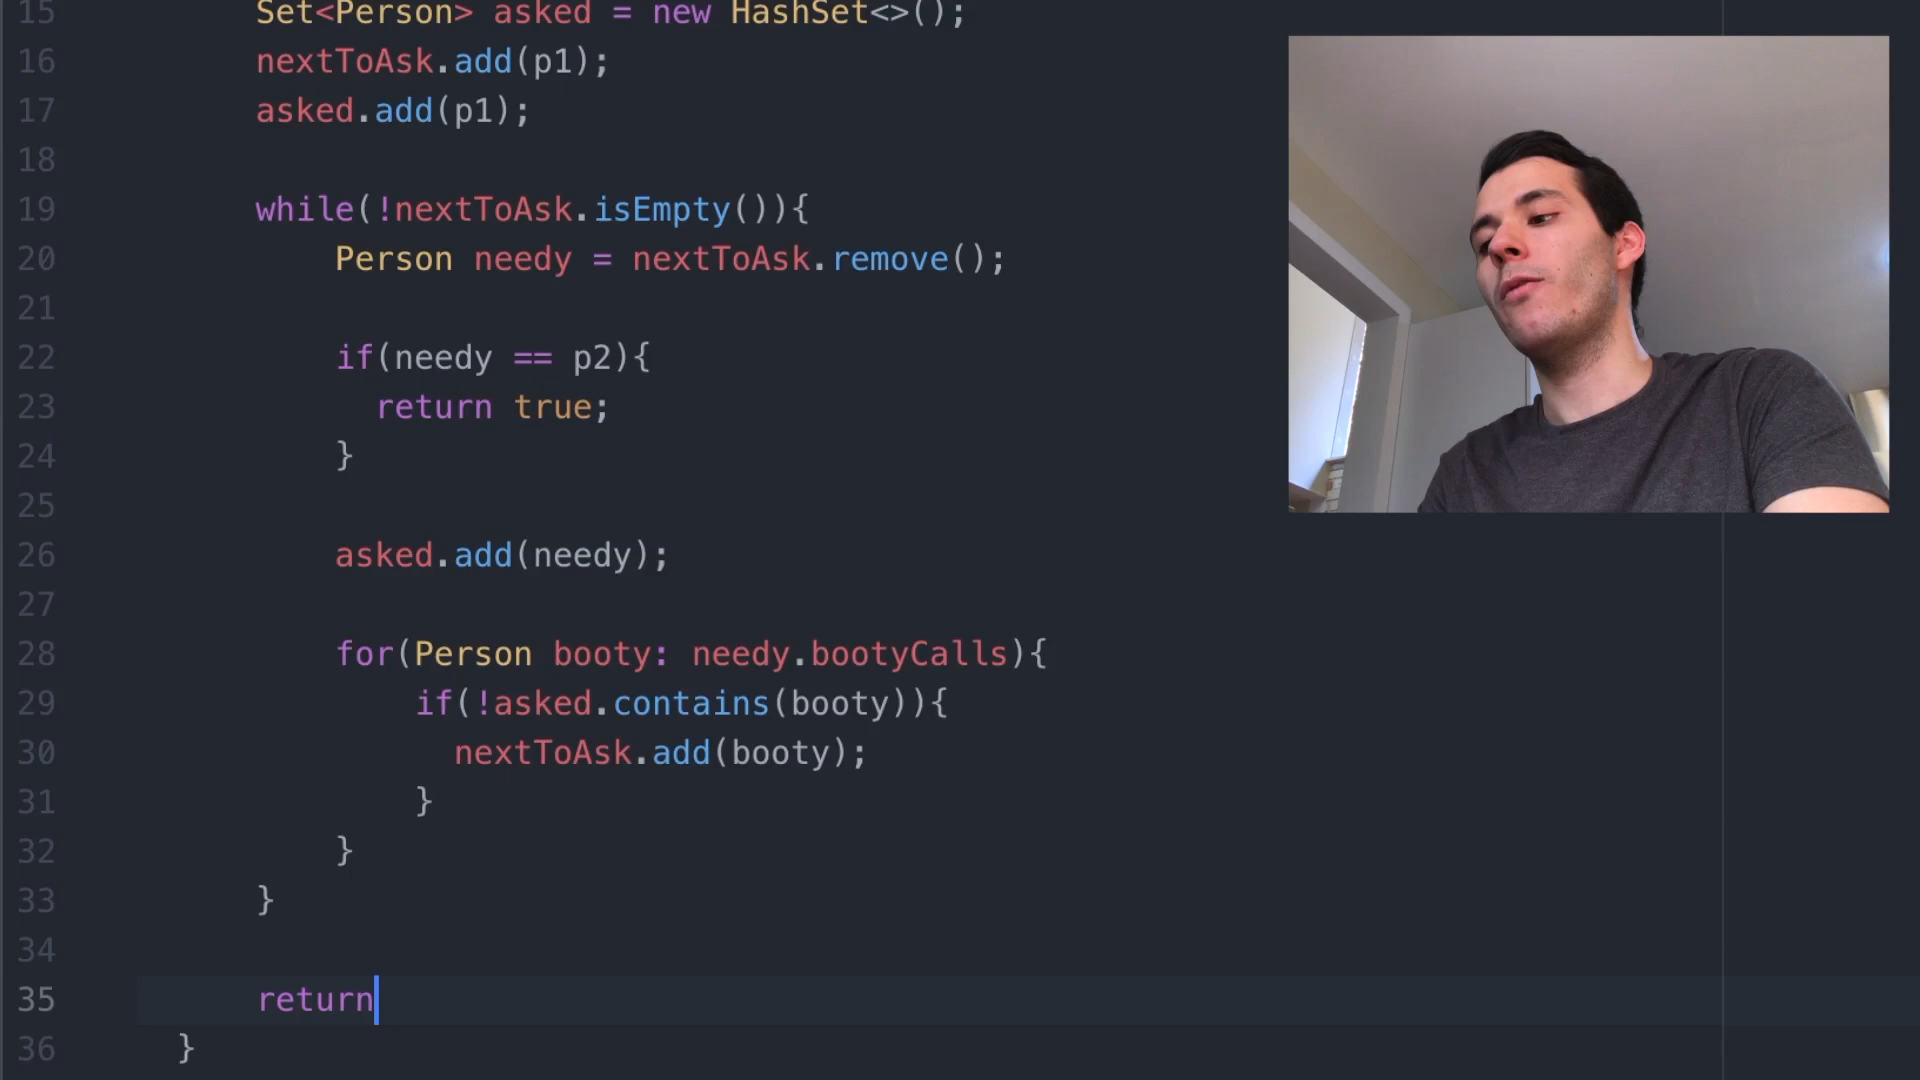 15 Set<Person> asked = new HashSet<>();
16 nextToAsk.add(p1);
17 asked.add(p1);
18
19 while(!nextToAsk.isEmpty()){
20 Person needy = nextToAsk.remove();
21
22 if(needy == p2){
23 return true;
24 }
25
26 asked.add(needy);
27
28 for(Person booty: needy.bootyCalls){
29 if(!asked.contains(booty)){
30 nextToAsk.add(booty);
31 }
32 }
33 }
34
35 return
36 }